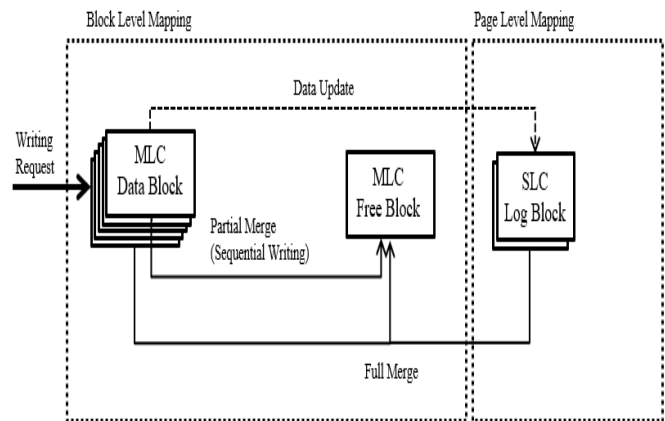 Block Level Mapping
Page Level Mapping
Data Update
Writing
Request
MLC
Data Block
MLC
Free Block
SLC
Log Block
Partial Merge
(Sequential Writing)
Full Merge